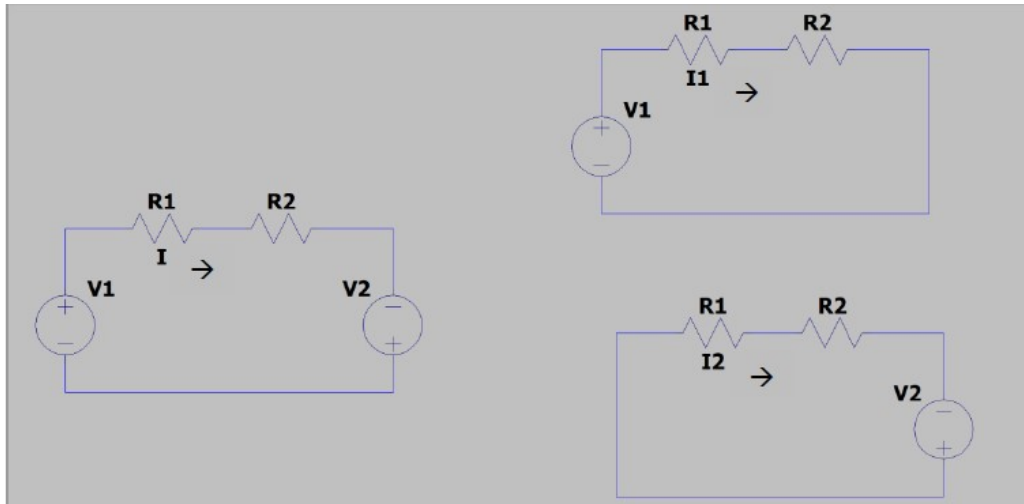 R1 R2
I →
V1 V2
+ −
− +
R1 R2
I1 →
V1
+
−
R1 R2
I2 →
V2
−
+